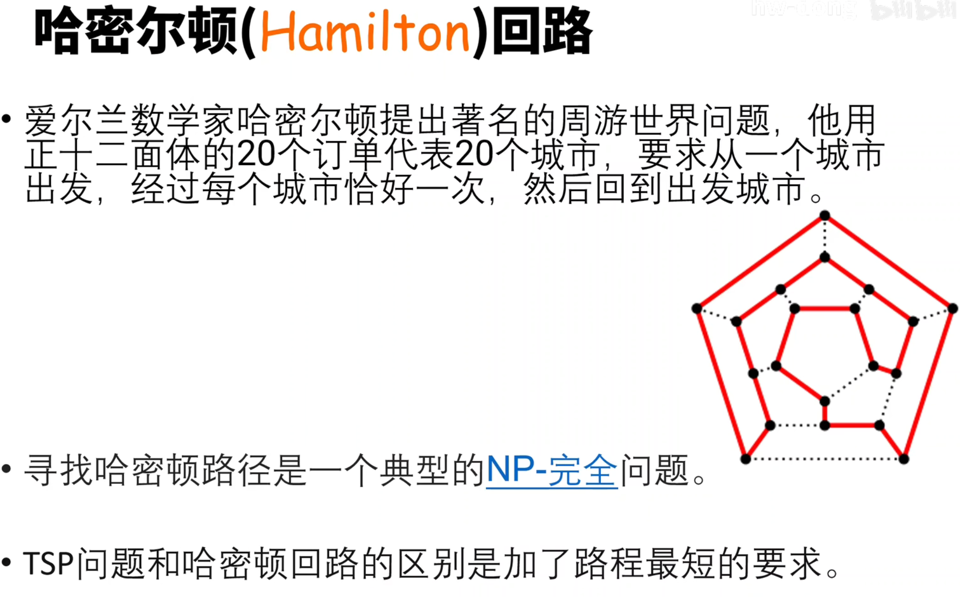 哈密尔顿(Hamilton)回路
• 爱尔兰数学家哈密尔顿提出著名的周游世界问题，他用
正十二面体的20个订单代表20个城市，要求从一个城市
出发，经过每个城市恰好一次，然后回到出发城市。
• 寻找哈密顿路径是一个典型的NP-完全问题。
• TSP问题和哈密顿回路的区别是加了路程最短的要求。